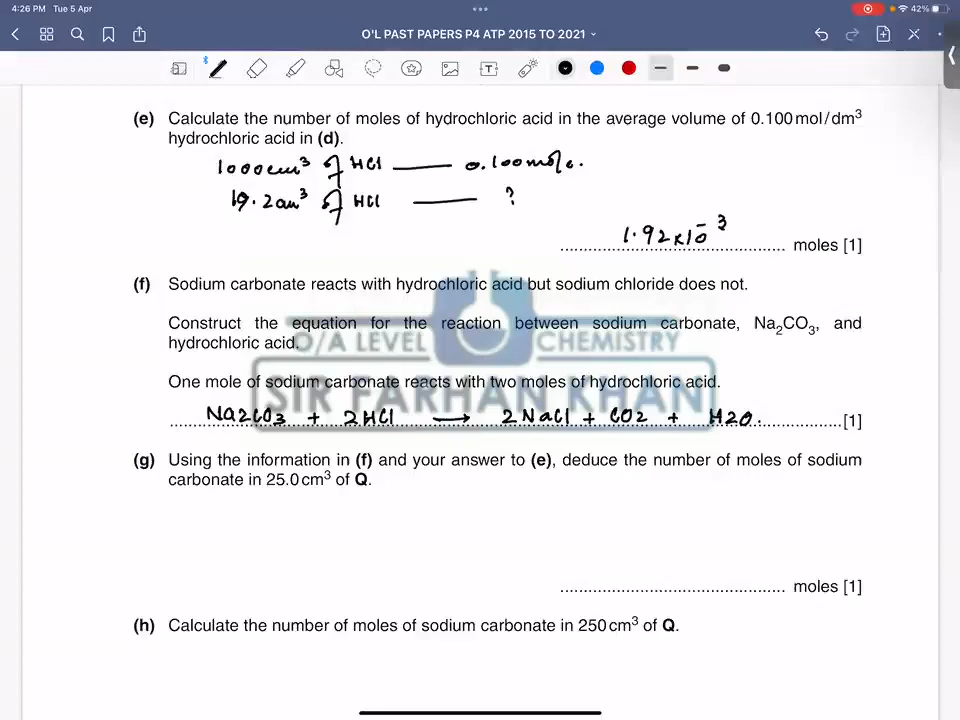 4:26 PM Tue 5 Apr
42%
O'L PAST PAPERS P4 ATP 2015 TO 2021
(e) Calculate the number of moles of hydrochloric acid in the average volume of 0.100 mol/dm³
hydrochloric acid in (d).
1000cm³ of HCl —— 0.100mole.
19.2cm³ of HCl —— ?
1.92x10⁻³ moles [1]
(f) Sodium carbonate reacts with hydrochloric acid but sodium chloride does not.
Construct the equation for the reaction between sodium carbonate, Na₂CO₃, and
hydrochloric acid.
O/A LEVEL CHEMISTRY
One mole of sodium carbonate reacts with two moles of hydrochloric acid.
SIR FARHAN KHAN
Na2CO3 + 2HCl → 2NaCl + CO2 + H2O. [1]
(g) Using the information in (f) and your answer to (e), deduce the number of moles of sodium
carbonate in 25.0 cm³ of Q.
moles [1]
(h) Calculate the number of moles of sodium carbonate in 250 cm³ of Q.